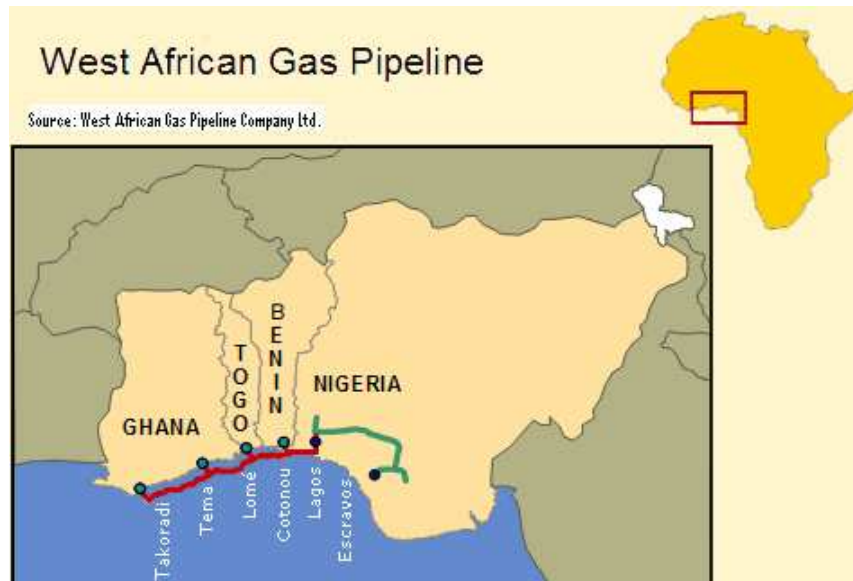 West African Gas Pipeline
Source: West African Gas Pipeline Company Ltd.
BENIN
TOGO
NIGERIA
GHANA
Takoradi
Tema
Lomé
Cotonou
Lagos
Escravos